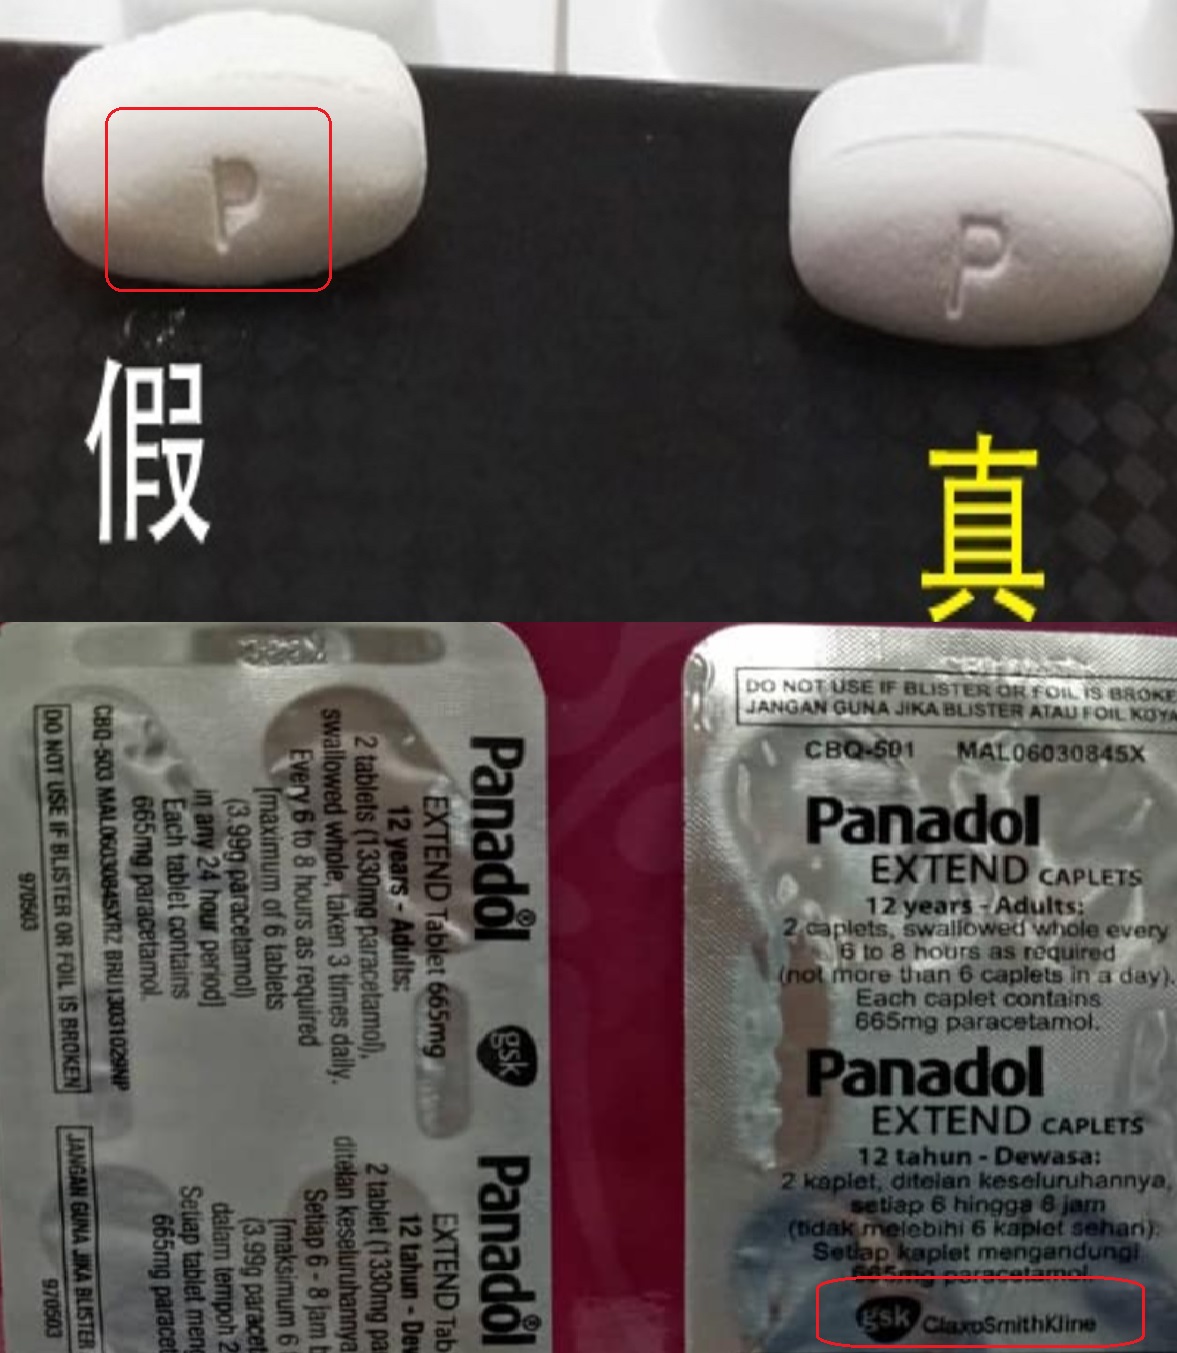 P
P
假
真
Panadol®
gsk
EXTEND Tablet 665mg
12 years - Adults:
2 tablets (1330mg paracetamol),
swallowed whole, taken 3 times daily.
Every 6 to 8 hours as required
[maximum of 6 tablets
(3.99g paracetamol)
in any 24 hour period]
Each tablet contains
665mg paracetamol.
CBQ-503 MAL06030845XRZ
DO NOT USE IF BLISTER OR FOIL IS BROKEN
970503
Panadol
EXTEND Tab
12 tahun - Dew
2 tablet (1330mg pa
ditelan keseluruhannya
Setiap 6 - 8 jam
[maksimum 6
(3.99g paracet
dalam tempoh 2
Setiap tablet meng
665mg paracet
JANGAN GUNA JIKA BLISTER
970503
DO NOT USE IF BLISTER OR FOIL IS BROKE
JANGAN GUNA JIKA BLISTER ATAU FOIL KOYA
CBQ-501 MAL06030845X
Panadol
EXTEND CAPLETS
12 years - Adults:
2 caplets, swallowed whole every
6 to 8 hours as required
(not more than 6 caplets in a day).
Each caplet contains
665mg paracetamol.
Panadol
EXTEND CAPLETS
12 tahun - Dewasa:
2 kaplet, ditelan keseluruhannya,
setiap 6 hingga 8 jam
(tidak melebihi 6 kaplet sehari).
Setiap kaplet mengandungi
665mg paracetamol
gsk GlaxoSmithKline